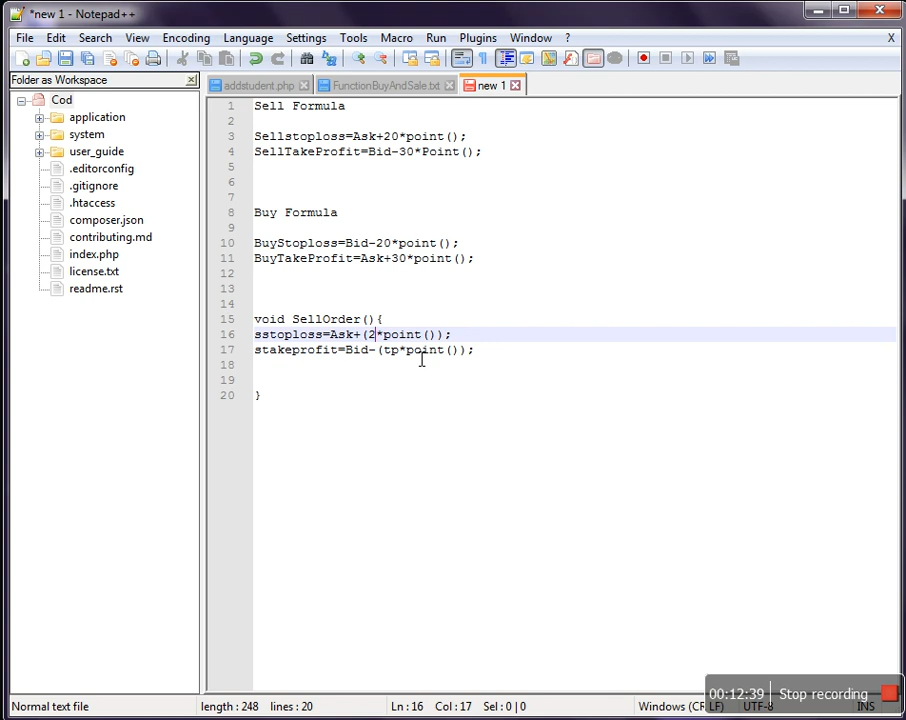 *new 1 - Notepad++
File Edit Search View Encoding Language Settings Tools Macro Run Plugins Window ? X
Folder as Workspace
addstudent.php FunctionBuyAndSale.txt new 1
Cod
application
system
user_guide
.editorconfig
.gitignore
.htaccess
composer.json
contributing.md
index.php
license.txt
readme.rst
1 Sell Formula
2
3 Sellstoploss=Ask+20*point();
4 SellTakeProfit=Bid-30*Point();
5
6
7
8 Buy Formula
9
10 BuyStoploss=Bid-20*point();
11 BuyTakeProfit=Ask+30*point();
12
13
14
15 void SellOrder(){
16 sstoploss=Ask+(2*point());
17 stakeprofit=Bid-(tp*point());
18
19
20 }
00:12:39 Stop recording
Normal text file length : 248 lines : 20 Ln : 16 Col : 17 Sel : 0 | 0 Windows (CR LF) UTF-8 INS